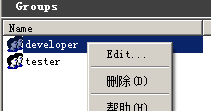 Groups
Name
developer
Edit...
删除(D)
tester
帮助(H)